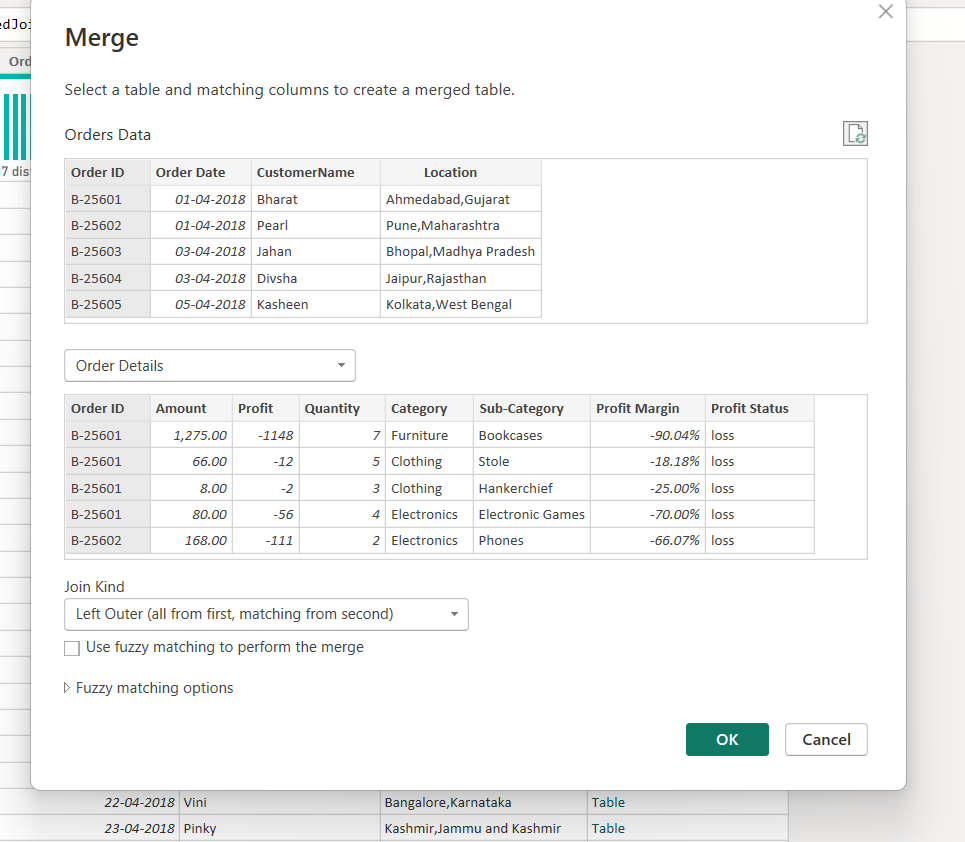 edJoi
Merge
Ord
Select a table and matching columns to create a merged table.
Orders Data
7 dis
Order ID Order Date CustomerName Location
B-25601 01-04-2018 Bharat Ahmedabad,Gujarat
B-25602 01-04-2018 Pearl Pune,Maharashtra
B-25603 03-04-2018 Jahan Bhopal,Madhya Pradesh
B-25604 03-04-2018 Divsha Jaipur,Rajasthan
B-25605 05-04-2018 Kasheen Kolkata,West Bengal
Order Details
Order ID Amount Profit Quantity Category Sub-Category Profit Margin Profit Status
B-25601 1,275.00 -1148 7 Furniture Bookcases -90.04% loss
B-25601 66.00 -12 5 Clothing Stole -18.18% loss
B-25601 8.00 -2 3 Clothing Hankerchief -25.00% loss
B-25601 80.00 -56 4 Electronics Electronic Games -70.00% loss
B-25602 168.00 -111 2 Electronics Phones -66.07% loss
Join Kind
Left Outer (all from first, matching from second)
Use fuzzy matching to perform the merge
Fuzzy matching options
OK Cancel
22-04-2018 Vini Bangalore,Karnataka Table
23-04-2018 Pinky Kashmir,Jammu and Kashmir Table